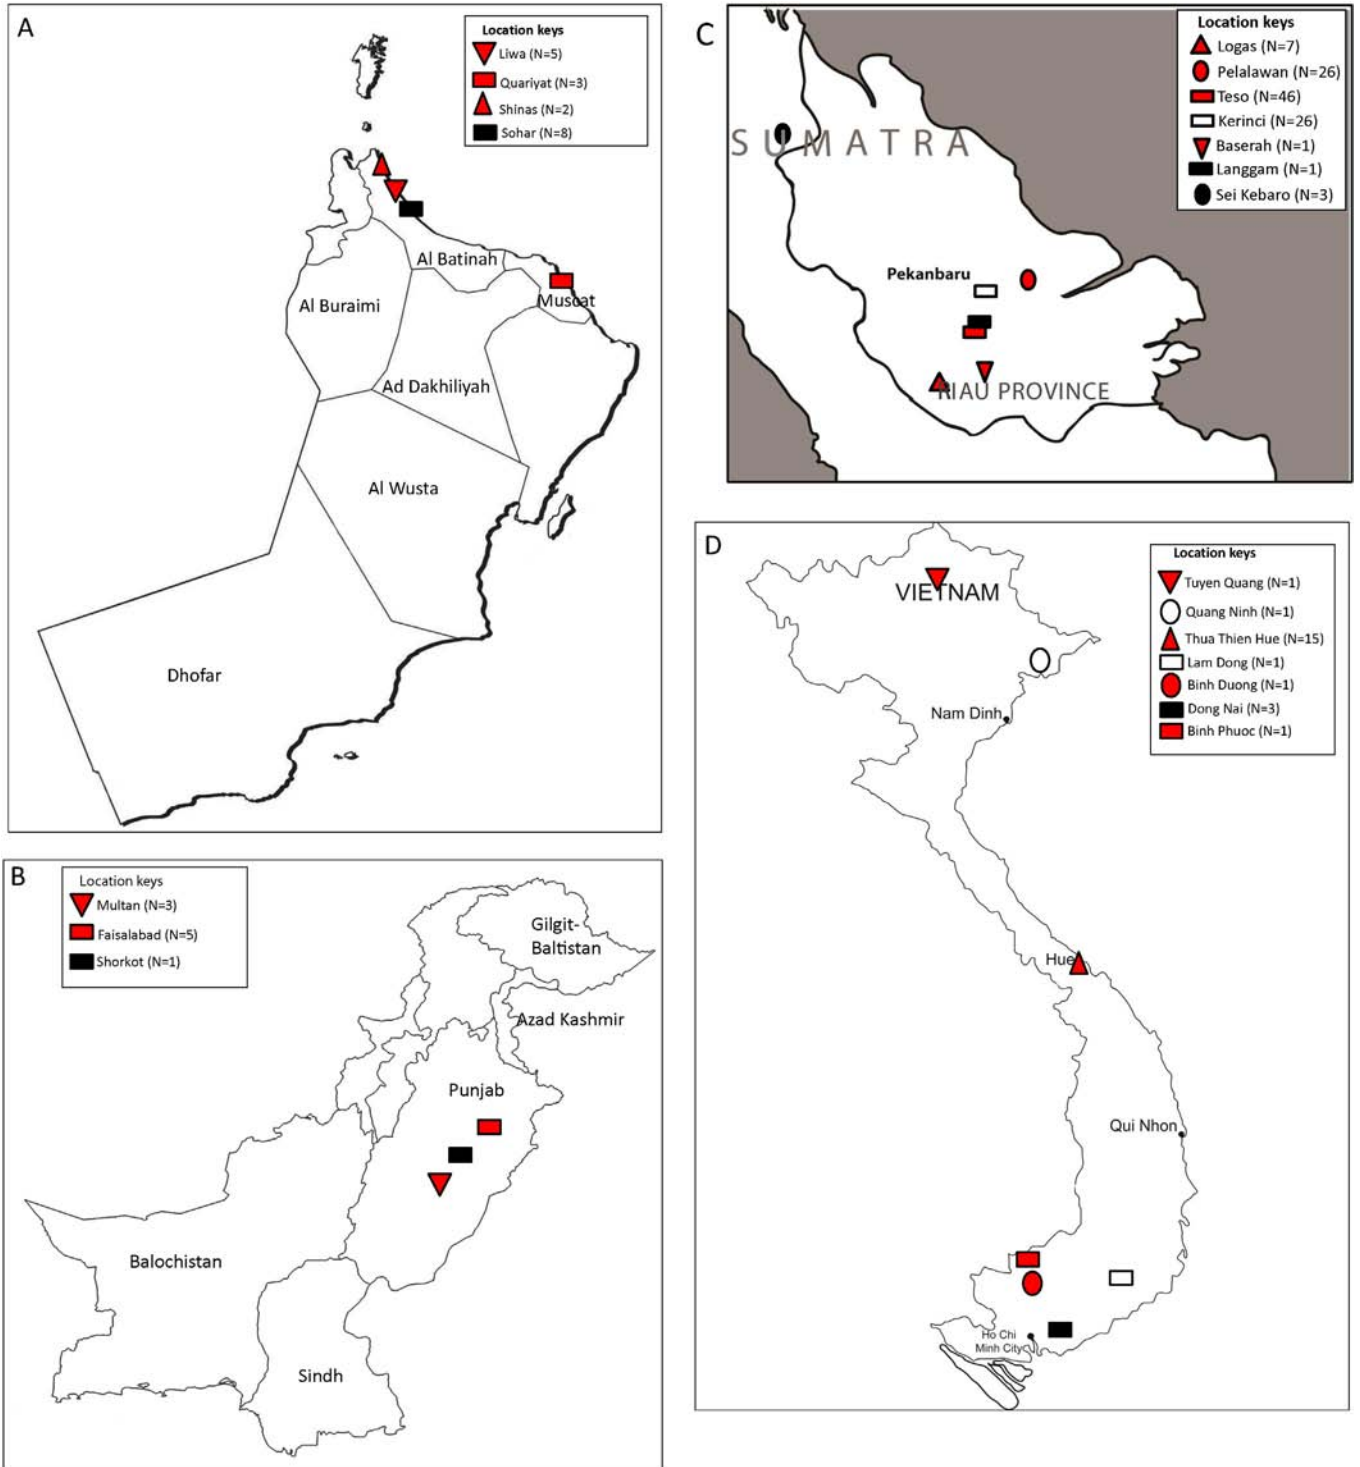 A
Location keys
Liwa (N=5)
Quariyat (N=3)
Shinas (N=2)
Sohar (N=8)
Al Batinah
Muscat
Al Buraimi
Ad Dakhiliyah
Al Wusta
Dhofar
C
Location keys
Logas (N=7)
Pelalawan (N=26)
Teso (N=46)
Kerinci (N=26)
Baserah (N=1)
Langgam (N=1)
Sei Kebaro (N=3)
SUMATRA
Pekanbaru
RIAU PROVINCE
B
Location keys
Multan (N=3)
Faisalabad (N=5)
Shorkot (N=1)
Gilgit-
Baltistan
Azad Kashmir
Punjab
Balochistan
Sindh
D
Location keys
Tuyen Quang (N=1)
Quang Ninh (N=1)
Thua Thien Hue (N=15)
Lam Dong (N=1)
Binh Duong (N=1)
Dong Nai (N=3)
Binh Phuoc (N=1)
VIETNAM
Nam Dinh
Hue
Qui Nhon
Ho Chi
Minh City